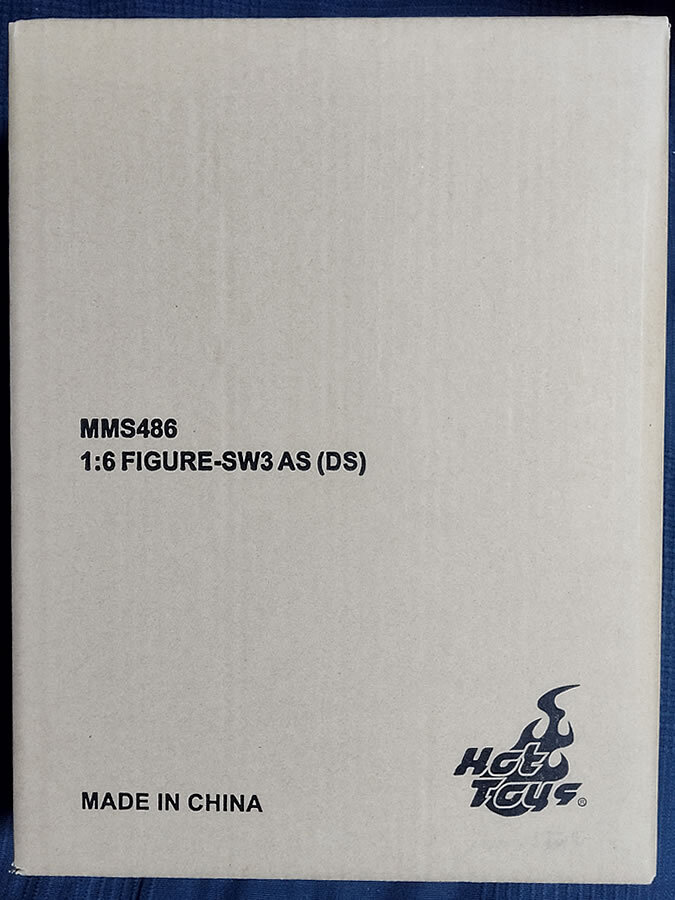 MMS486
1:6 FIGURE-SW3 AS (DS)
MADE IN CHINA
Hot
Toys®